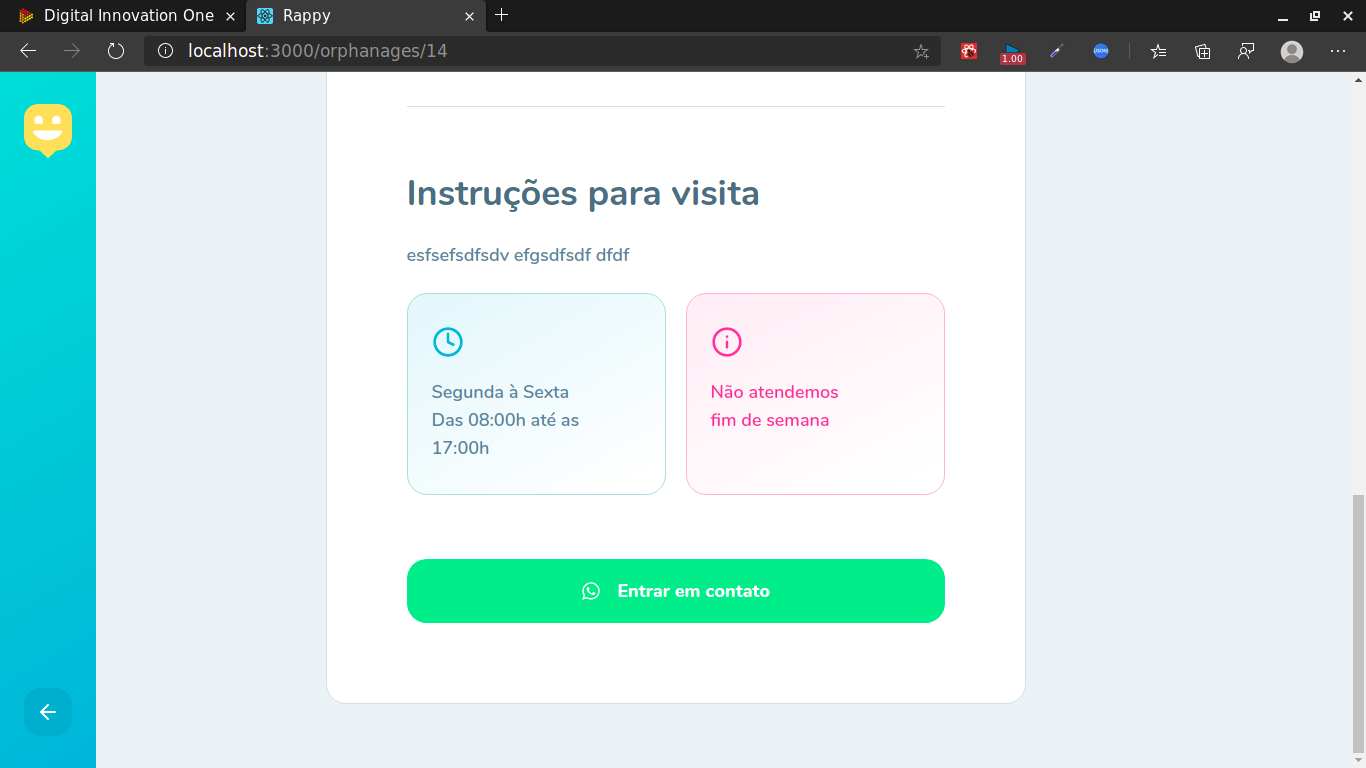 Digital Innovation One
Rappy
localhost:3000/orphanages/14
1.00
JSON
Instruções para visita
esfsefsdfsdv efgsdfsdf dfdf
Segunda à Sexta
Das 08:00h até as
17:00h
Não atendemos
fim de semana
Entrar em contato